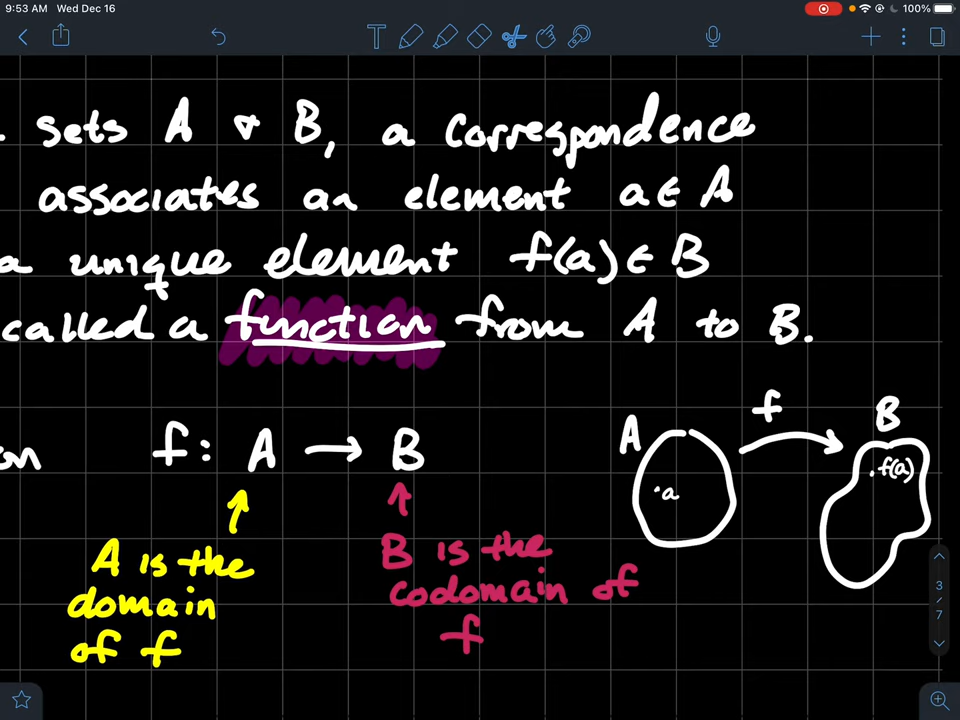 9:53 AM Wed Dec 16
100%
sets A & B, a correspondence
associates an element a ∈ A
a unique element f(a) ∈ B
called a function from A to B.
on f: A → B
A is the
domain
of f
B is the
codomain of
f
A f B
a f(a)
3
/
7